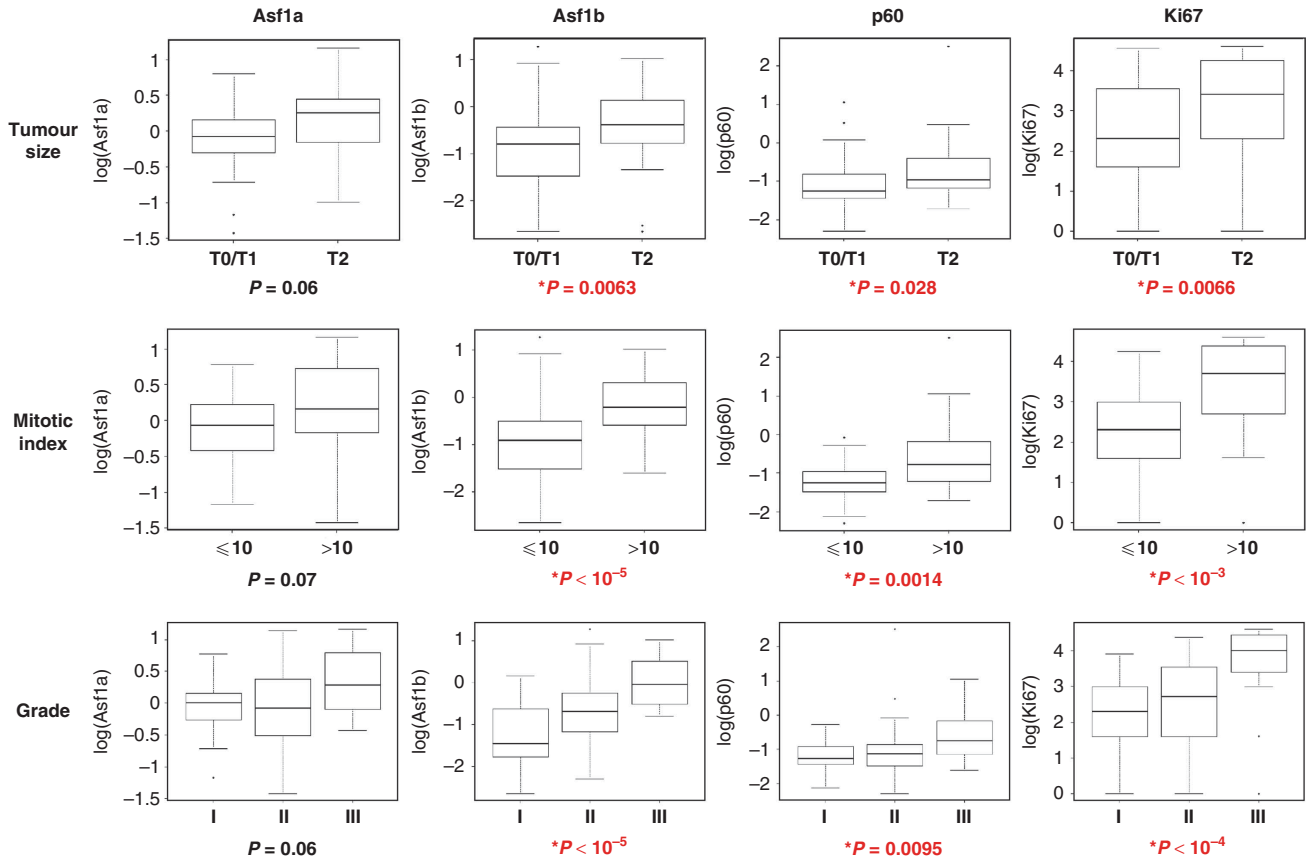 Asf1a Asf1b p60 Ki67
Tumour size
log(Asf1a)
1
0.5
0
−0.5
−1
−1.5
T0/T1 T2
P = 0.06
log(Asf1b)
1
0
−1
−2
T0/T1 T2
*P = 0.0063
log(p60)
2
1
0
−1
−2
T0/T1 T2
*P = 0.028
log(Ki67)
4
3
2
1
0
T0/T1 T2
*P = 0.0066
Mitotic index
log(Asf1a)
1
0.5
0
−0.5
−1
−1.5
⩽10 >10
P = 0.07
log(Asf1b)
1
0
−1
−2
⩽10 >10
*P < 10⁻⁵
log(p60)
2
1
0
−1
−2
⩽10 >10
*P = 0.0014
log(Ki67)
4
3
2
1
0
⩽10 >10
*P < 10⁻³
Grade
log(Asf1a)
1
0.5
0
−0.5
−1
−1.5
I II III
P = 0.06
log(Asf1b)
1
0
−1
−2
I II III
*P < 10⁻⁵
log(p60)
2
1
0
−1
−2
I II III
*P = 0.0095
log(Ki67)
4
3
2
1
0
I II III
*P < 10⁻⁴